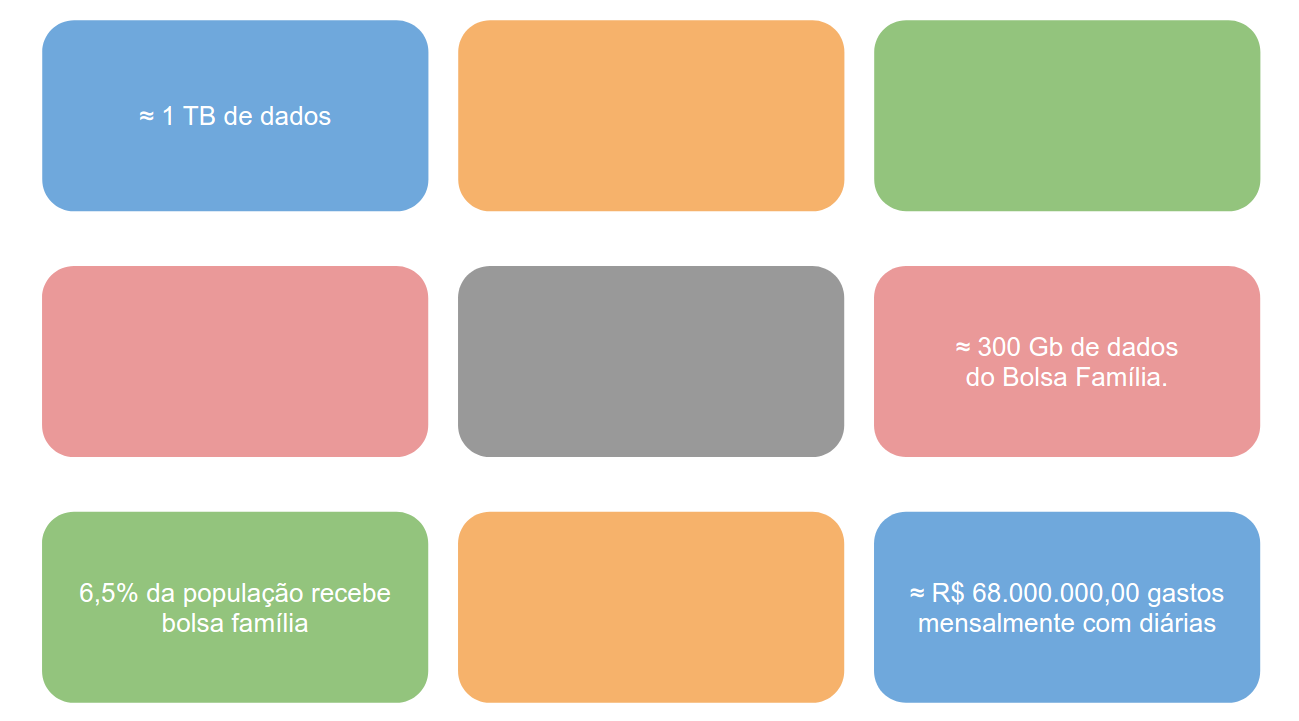 ≈ 1 TB de dados
≈ 300 Gb de dados
do Bolsa Família.
6,5% da população recebe
bolsa família
≈ R$ 68.000.000,00 gastos
mensalmente com diárias